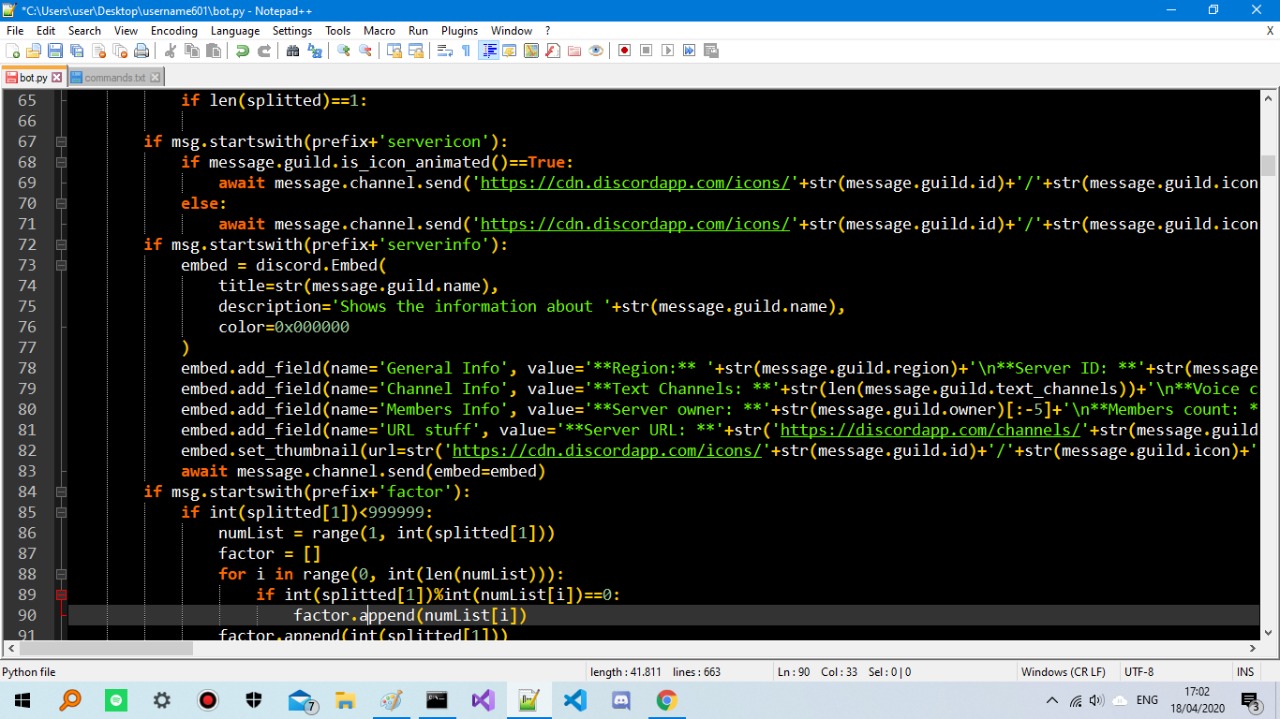 *C:\Users\user\Desktop\username601\bot.py - Notepad++
File Edit Search View Encoding Language Settings Tools Macro Run Plugins Window ? X
bot.py commands.txt
65 if len(splitted)==1:
66
67 if msg.startswith(prefix+'servericon'):
68 if message.guild.is_icon_animated()==True:
69 await message.channel.send('https://cdn.discordapp.com/icons/'+str(message.guild.id)+'/'+str(message.guild.icon
70 else:
71 await message.channel.send('https://cdn.discordapp.com/icons/'+str(message.guild.id)+'/'+str(message.guild.icon
72 if msg.startswith(prefix+'serverinfo'):
73 embed = discord.Embed(
74 title=str(message.guild.name),
75 description='Shows the information about '+str(message.guild.name),
76 color=0x000000
77 )
78 embed.add_field(name='General Info', value='**Region:** '+str(message.guild.region)+'\n**Server ID: **'+str(messag
79 embed.add_field(name='Channel Info', value='**Text Channels: **'+str(len(message.guild.text_channels))+'\n**Voice c
80 embed.add_field(name='Members Info', value='**Server owner: **'+str(message.guild.owner)[:-5]+'\n**Members count: *
81 embed.add_field(name='URL stuff', value='**Server URL: **'+str('https://discordapp.com/channels/'+str(message.guild
82 embed.set_thumbnail(url=str('https://cdn.discordapp.com/icons/'+str(message.guild.id)+'/'+str(message.guild.icon)+'
83 await message.channel.send(embed=embed)
84 if msg.startswith(prefix+'factor'):
85 if int(splitted[1])<999999:
86 numList = range(1, int(splitted[1]))
87 factor = []
88 for i in range(0, int(len(numList))):
89 if int(splitted[1])%int(numList[i])==0:
90 factor.append(numList[i])
91 factor.append(int(splitted[1]))
Python file length : 41.811 lines : 663 Ln : 90 Col : 33 Sel : 0 | 0 Windows (CR LF) UTF-8 INS
7 ENG 17:02 18/04/2020 3